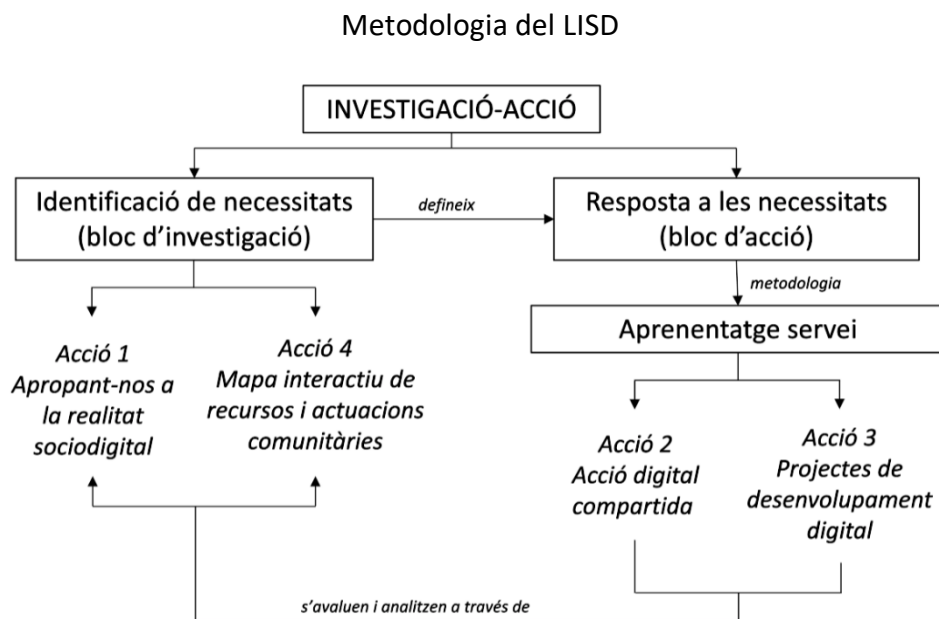 Metodologia del LISD
INVESTIGACIÓ-ACCIÓ
Identificació de necessitats
(bloc d'investigació)
defineix
Resposta a les necessitats
(bloc d'acció)
metodologia
Aprenentatge servei
Acció 1
Apropant-nos a
la realitat
sociodigital
Acció 4
Mapa interactiu de
recursos i actuacions
comunitàries
Acció 2
Acció digital
compartida
Acció 3
Projectes de
desenvolupament
digital
s'avaluen i analitzen a través de